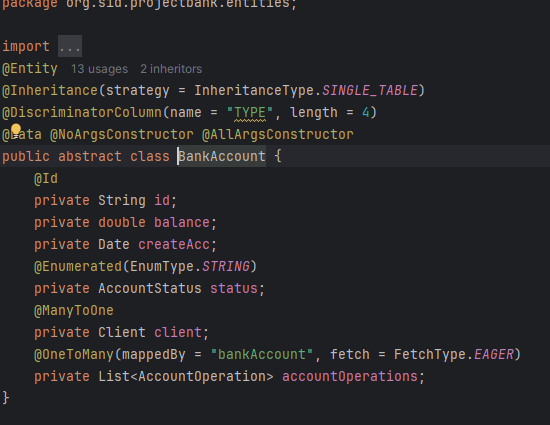 package org.sid.projectbank.entities;
import ...
@Entity 13 usages 2 inheritors
@Inheritance(strategy = InheritanceType.SINGLE_TABLE)
@DiscriminatorColumn(name = "TYPE", length = 4)
@Data @NoArgsConstructor @AllArgsConstructor
public abstract class BankAccount {
    @Id
    private String id;
    private double balance;
    private Date createAcc;
    @Enumerated(EnumType.STRING)
    private AccountStatus status;
    @ManyToOne
    private Client client;
    @OneToMany(mappedBy = "bankAccount", fetch = FetchType.EAGER)
    private List<AccountOperation> accountOperations;
}